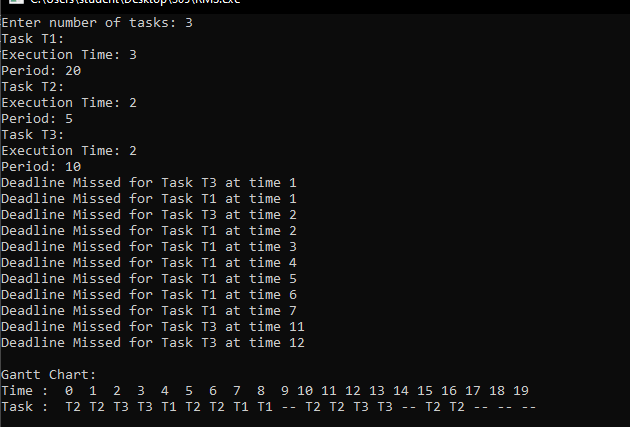 Enter number of tasks: 3
Task T1:
Execution Time: 3
Period: 20
Task T2:
Execution Time: 2
Period: 5
Task T3:
Execution Time: 2
Period: 10
Deadline Missed for Task T3 at time 1
Deadline Missed for Task T1 at time 1
Deadline Missed for Task T3 at time 2
Deadline Missed for Task T1 at time 2
Deadline Missed for Task T1 at time 3
Deadline Missed for Task T1 at time 4
Deadline Missed for Task T1 at time 5
Deadline Missed for Task T1 at time 6
Deadline Missed for Task T1 at time 7
Deadline Missed for Task T3 at time 11
Deadline Missed for Task T3 at time 12
Gantt Chart:
Time :  0  1  2  3  4  5  6  7  8  9 10 11 12 13 14 15 16 17 18 19
Task :  T2 T2 T3 T3 T1 T2 T2 T1 T1 -- T2 T2 T3 T3 -- T2 T2 -- -- --